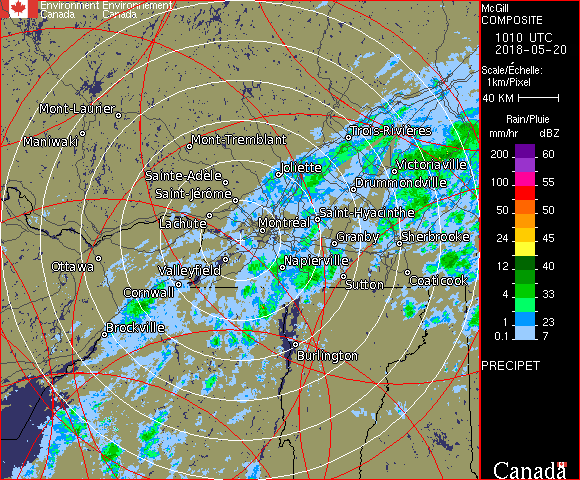 Environment Environnement
Canada Canada
McGill
COMPOSITE
1010 UTC
2018-05-20
Scale/Échelle:
1km/Pixel
40 KM
Rain/Pluie
mm/hr dBZ
200 60
100 55
50 50
24 45
12 40
4 33
1 23
0.1 7
PRECIPET
Canada
Mont-Laurier
Maniwaki
Mont-Tremblant
Trois-Rivières
Sainte-Adèle
Joliette
Victoriaville
Saint-Jérôme
Drummondville
Lachute
Montréal
Saint-Hyacinthe
Granby
Sherbrooke
Ottawa
Valleyfield
Napierville
Cornwall
Sutton
Coaticook
Brockville
Burlington